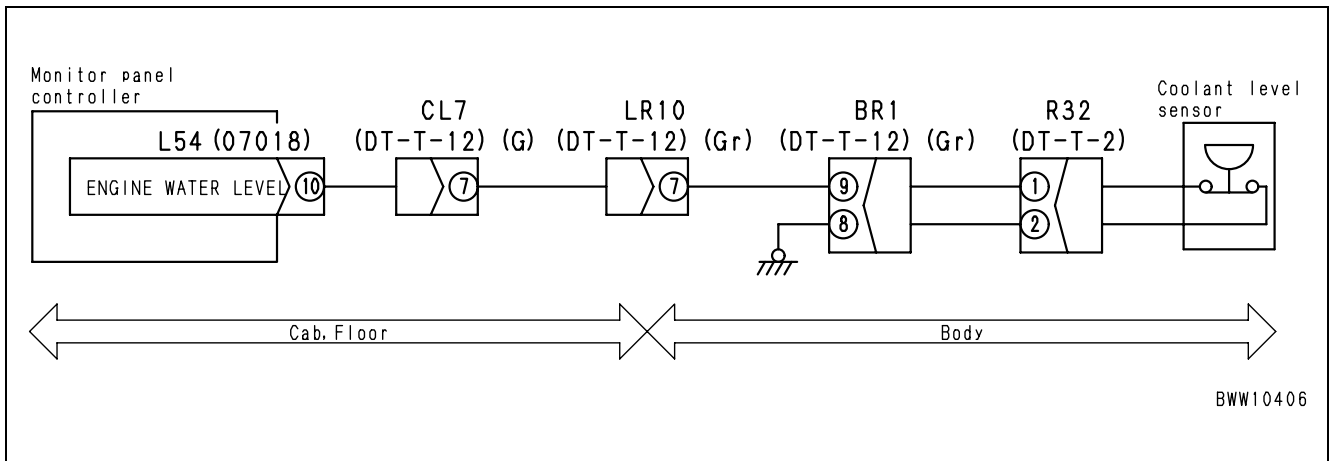 Monitor panel
controller
Coolant level
sensor
CL7
LR10
BR1
R32
L54 (07018)
(DT-T-12) (G)
(DT-T-12) (Gr)
(DT-T-12) (Gr)
(DT-T-2)
ENGINE WATER LEVEL
10
7
7
9
8
1
2
Cab, Floor
Body
BWW10406